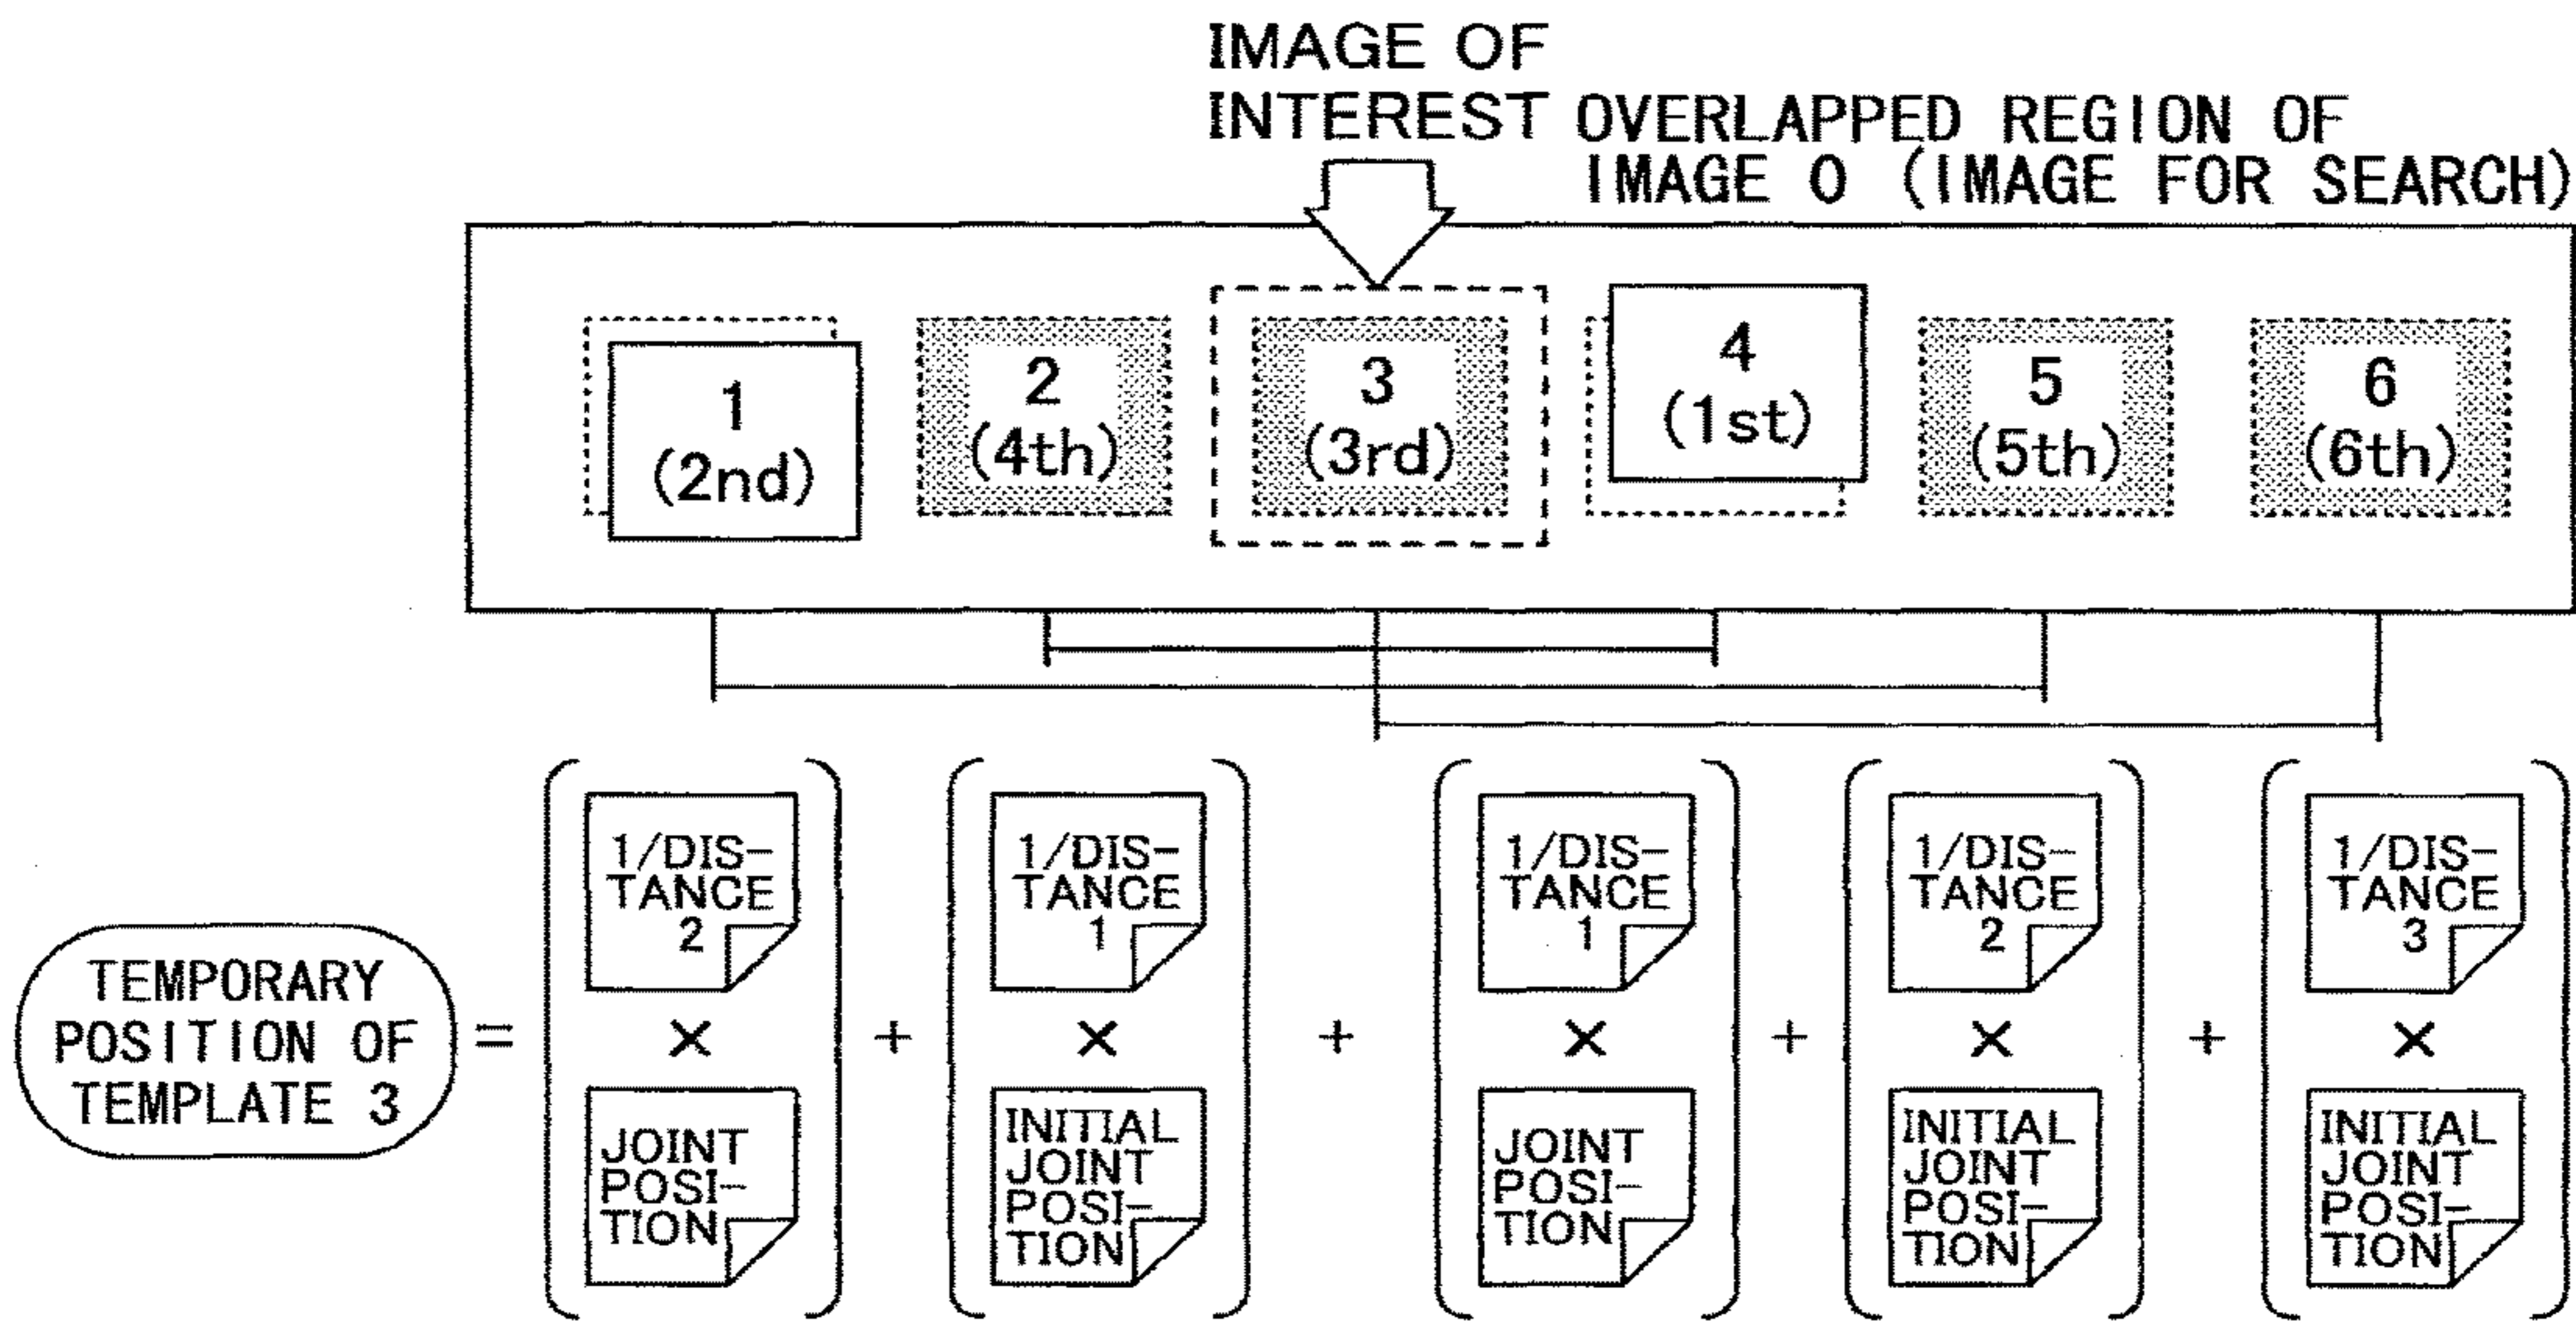 IMAGE OF
INTEREST
OVERLAPPED REGION OF
IMAGE 0 (IMAGE FOR SEARCH)
1
(2nd)
2
(4th)
3
(3rd)
4
(1st)
5
(5th)
6
(6th)
TEMPORARY
POSITION OF
TEMPLATE 3
=
1/DIS-
TANCE
2
×
JOINT
POSI-
TION
+
1/DIS-
TANCE
1
×
INITIAL
JOINT
POSI-
TION
+
1/DIS-
TANCE
1
×
JOINT
POSI-
TION
+
1/DIS-
TANCE
2
×
INITIAL
JOINT
POSI-
TION
+
1/DIS-
TANCE
3
×
INITIAL
JOINT
POSI-
TION